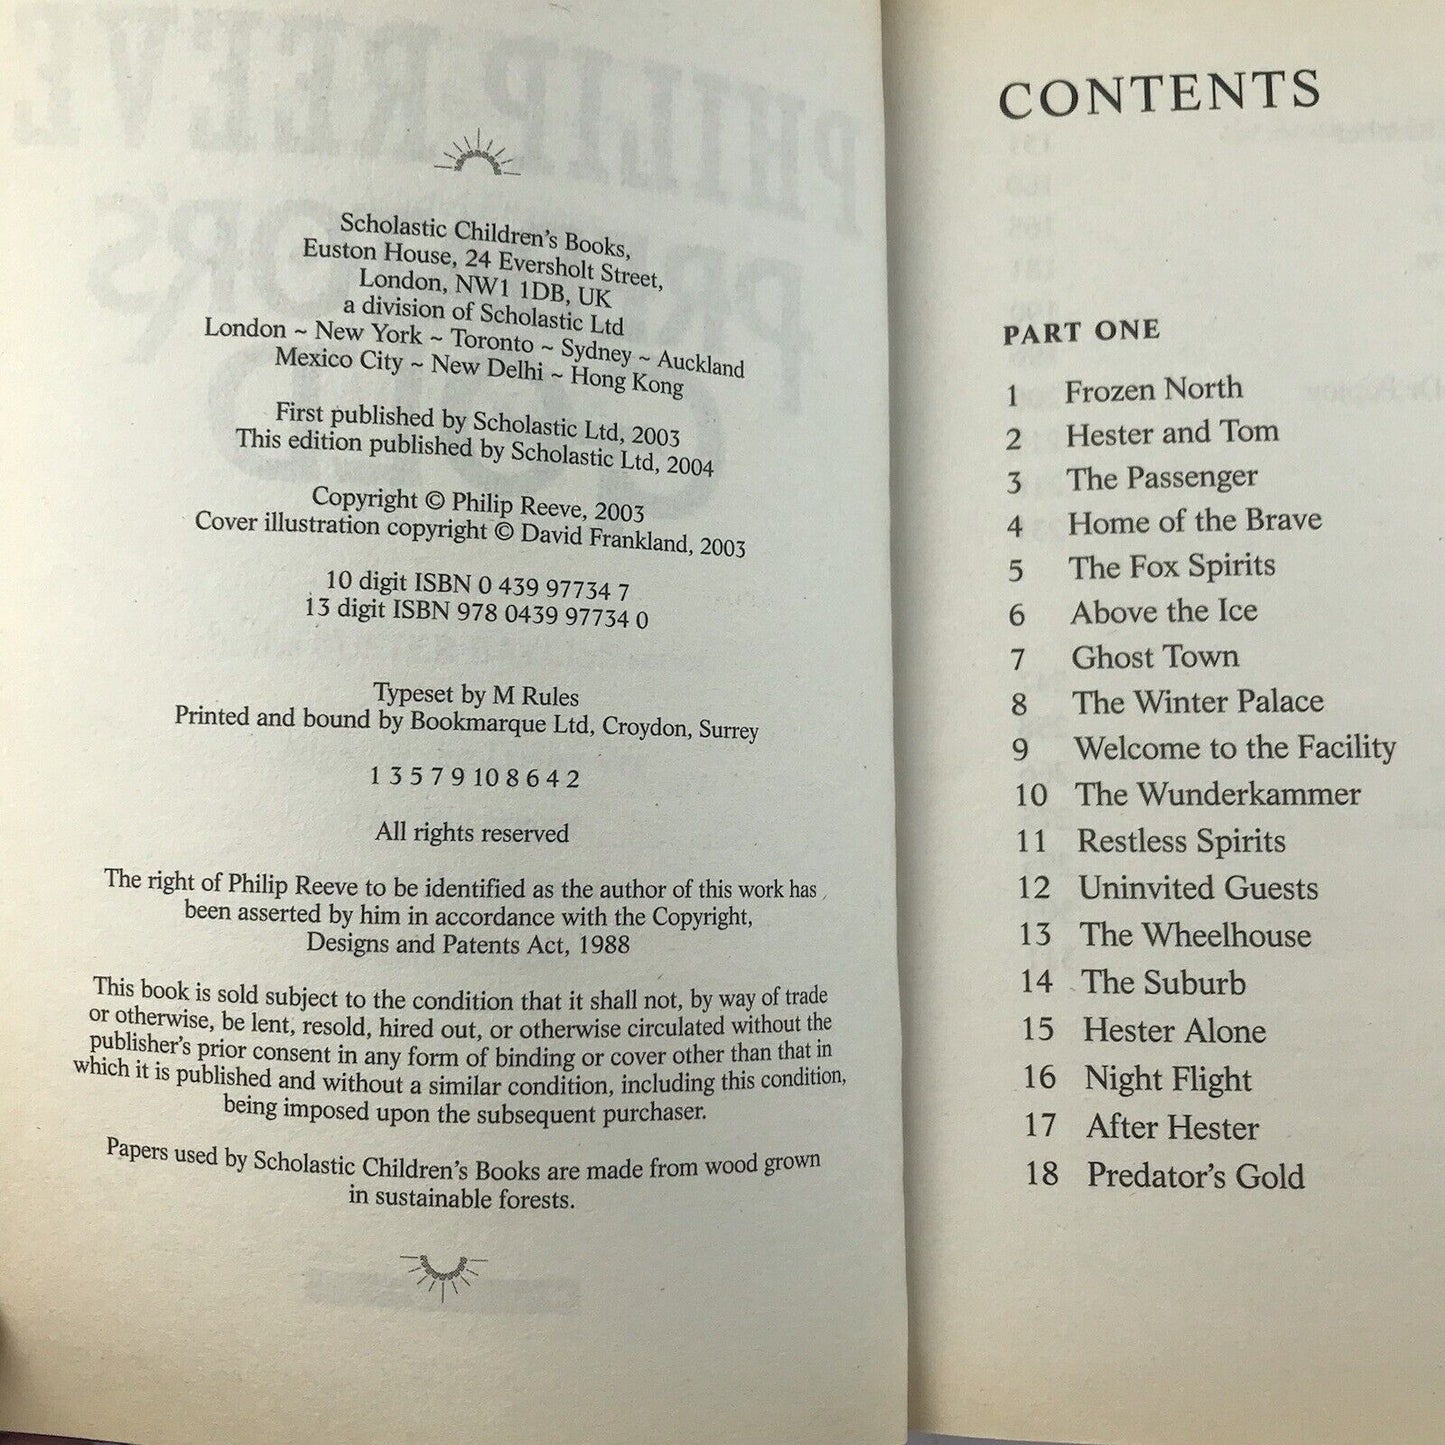 Scholastic Children's Books,
Euston House, 24 Eversholt Street,
London, NW1 1DB, UK
a division of Scholastic Ltd
London ~ New York ~ Toronto ~ Sydney ~ Auckland
Mexico City ~ New Delhi ~ Hong Kong
First published by Scholastic Ltd, 2003
This edition published by Scholastic Ltd, 2004
Copyright © Philip Reeve, 2003
Cover illustration copyright © David Frankland, 2003
10 digit ISBN 0 439 97734 7
13 digit ISBN 978 0439 97734 0
Typeset by M Rules
Printed and bound by Bookmarque Ltd, Croydon, Surrey
1 3 5 7 9 10 8 6 4 2
All rights reserved
The right of Philip Reeve to be identified as the author of this work has
been asserted by him in accordance with the Copyright,
Designs and Patents Act, 1988
This book is sold subject to the condition that it shall not, by way of trade
or otherwise, be lent, resold, hired out, or otherwise circulated without the
publisher's prior consent in any form of binding or cover other than that in
which it is published and without a similar condition, including this condition,
being imposed upon the subsequent purchaser.
Papers used by Scholastic Children's Books are made from wood grown
in sustainable forests.
CONTENTS
PART ONE
1 Frozen North
2 Hester and Tom
3 The Passenger
4 Home of the Brave
5 The Fox Spirits
6 Above the Ice
7 Ghost Town
8 The Winter Palace
9 Welcome to the Facility
10 The Wunderkammer
11 Restless Spirits
12 Uninvited Guests
13 The Wheelhouse
14 The Suburb
15 Hester Alone
16 Night Flight
17 After Hester
18 Predator's Gold